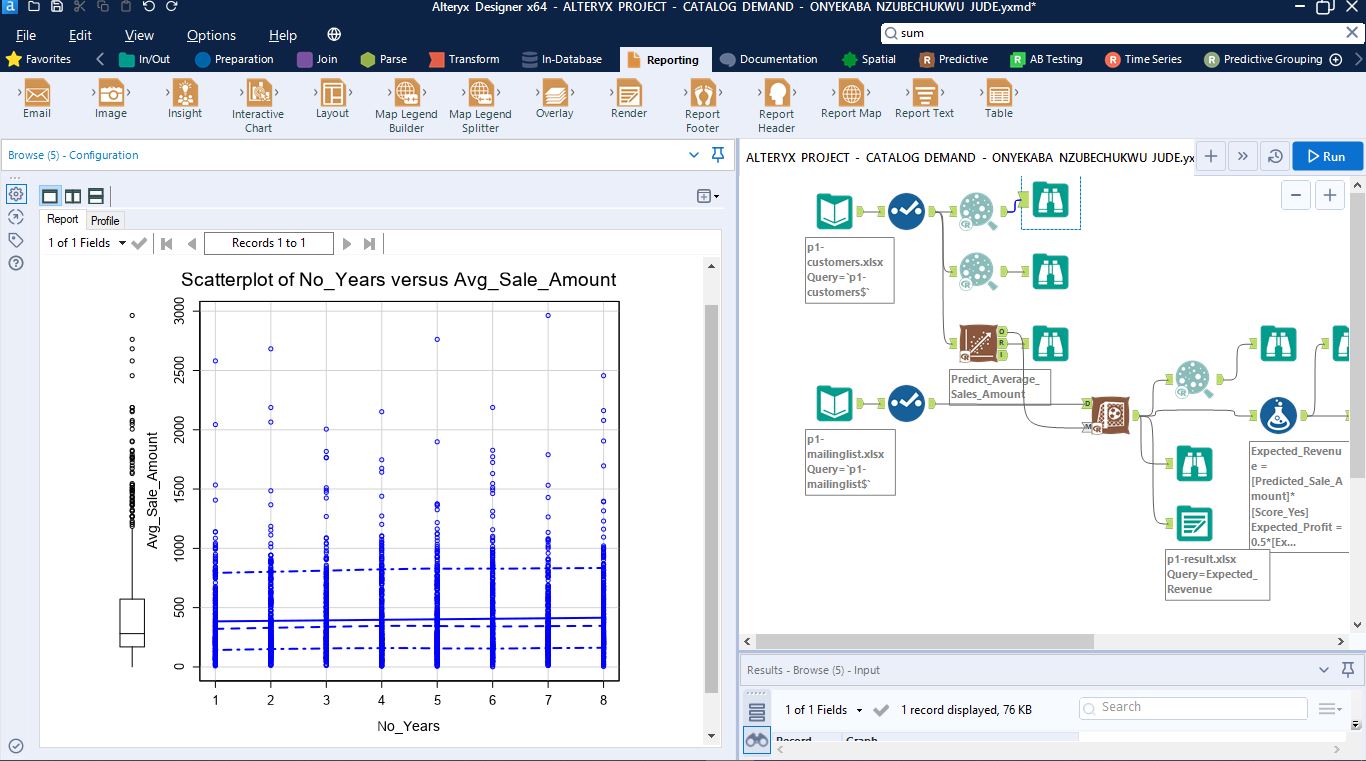 a
Alteryx Designer x64 - ALTERYX PROJECT - CATALOG DEMAND - ONYEKABA NZUBECHUKWU JUDE.yxmd*
File Edit View Options Help
sum
Favorites In/Out Preparation Join Parse Transform In-Database Reporting Documentation Spatial Predictive AB Testing Time Series Predictive Grouping
Email Image Insight Interactive Chart Layout Map Legend Builder Map Legend Splitter Overlay Render Report Footer Report Header Report Map Report Text Table
Browse (5) - Configuration
Report Profile
1 of 1 Fields Records 1 to 1
Scatterplot of No_Years versus Avg_Sale_Amount
3000
2500
2000
1500
1000
500
0
Avg_Sale_Amount
1 2 3 4 5 6 7 8
No_Years
ALTERYX PROJECT - CATALOG DEMAND - ONYEKABA NZUBECHUKWU JUDE.yx
Run
p1-
customers.xlsx
Query=`p1-
customers$`
O
R
I
Predict_Average_
Sales_Amount
D
M
p1-
mailinglist.xlsx
Query=`p1-
mailinglist$`
Expected_Revenu
e =
[Predicted_Sale_A
mount]*
[Score_Yes]
Expected_Profit =
0.5*[Ex...
p1-result.xlsx
Query=Expected_
Revenue
Results - Browse (5) - Input
1 of 1 Fields 1 record displayed, 76 KB Search
Record Graph